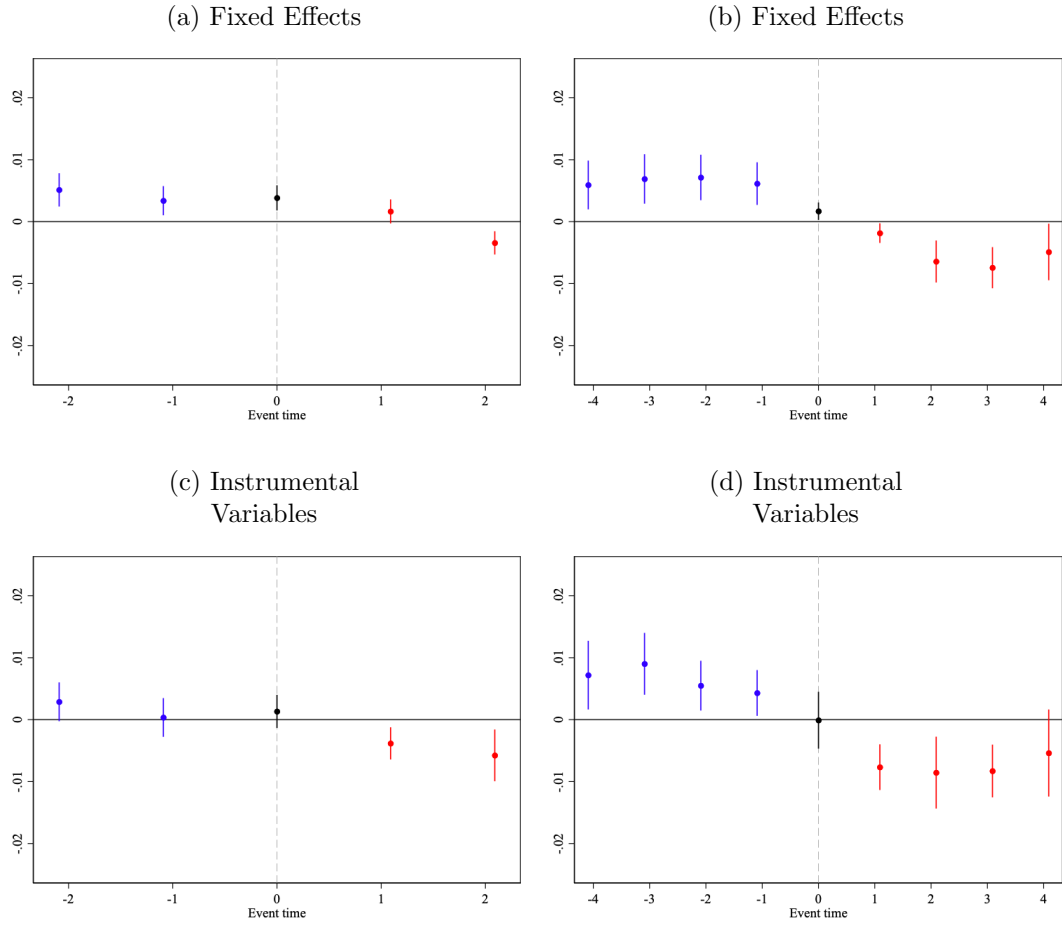 (a) Fixed Effects
.02
.01
0
-.01
-.02
-2 -1 0 1 2
Event time
(b) Fixed Effects
.02
.01
0
-.01
-.02
-4 -3 -2 -1 0 1 2 3 4
Event time
(c) Instrumental
Variables
.02
.01
0
-.01
-.02
-2 -1 0 1 2
Event time
(d) Instrumental
Variables
.02
.01
0
-.01
-.02
-4 -3 -2 -1 0 1 2 3 4
Event time